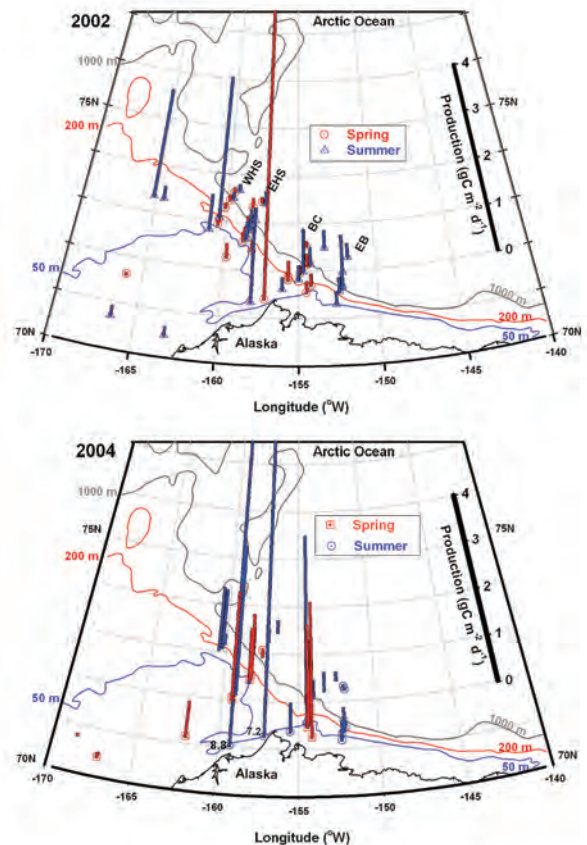 2002
Arctic Ocean
1000 m
75N
200 m
Spring
Summer
4
3
2
1
0
Production (gC m⁻² d⁻¹)
75N
WHS
EHS
BC
EB
50 m
1000 m
200 m
50 m
70N
Alaska
70N
-170
-165
-160
-155
-150
-145
-140
Longitude (°W)
2004
Arctic Ocean
1000 m
75N
200 m
Spring
Summer
4
3
2
1
0
Production (gC m⁻² d⁻¹)
75N
50 m
8.8
7.2
1000 m
200 m
50 m
70N
Alaska
70N
-170
-165
-160
-155
-150
-145
-140
Longitude (°W)